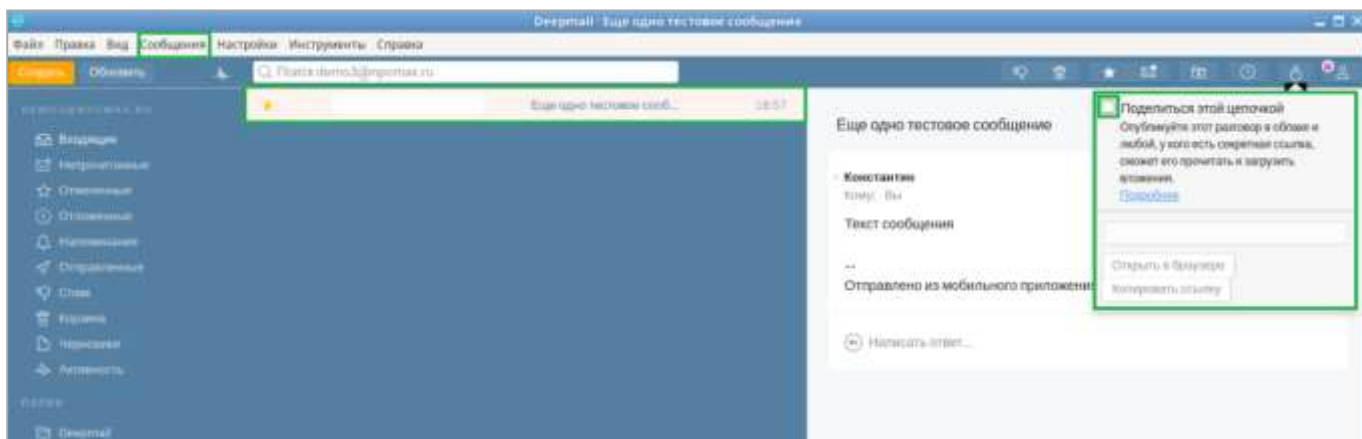 Deepmail Еще одно тестовое сообщение
Файл Правка Вид Сообщения Настройки Инструменты Справка
Создать Обновить Поиск demo3@mpomax.ru
Еще одно тестовое сооб... 18:57
Входящие
Непрочитанные
Отмеченные
Отложенные
Напоминания
Отправленные
Спам
Корзина
Черновики
Активность
ПАПКИ
Deepmail
Еще одно тестовое сообщение
Константин
Кому: Вы
Текст сообщения
--
Отправлено из мобильного приложени
Написать ответ...
Поделиться этой цепочкой
Опубликуйте этот разговор в облаке и
любой, у кого есть секретная ссылка,
сможет его прочитать и загрузить
вложения.
Подробнее
Открыть в браузере
Копировать ссылку